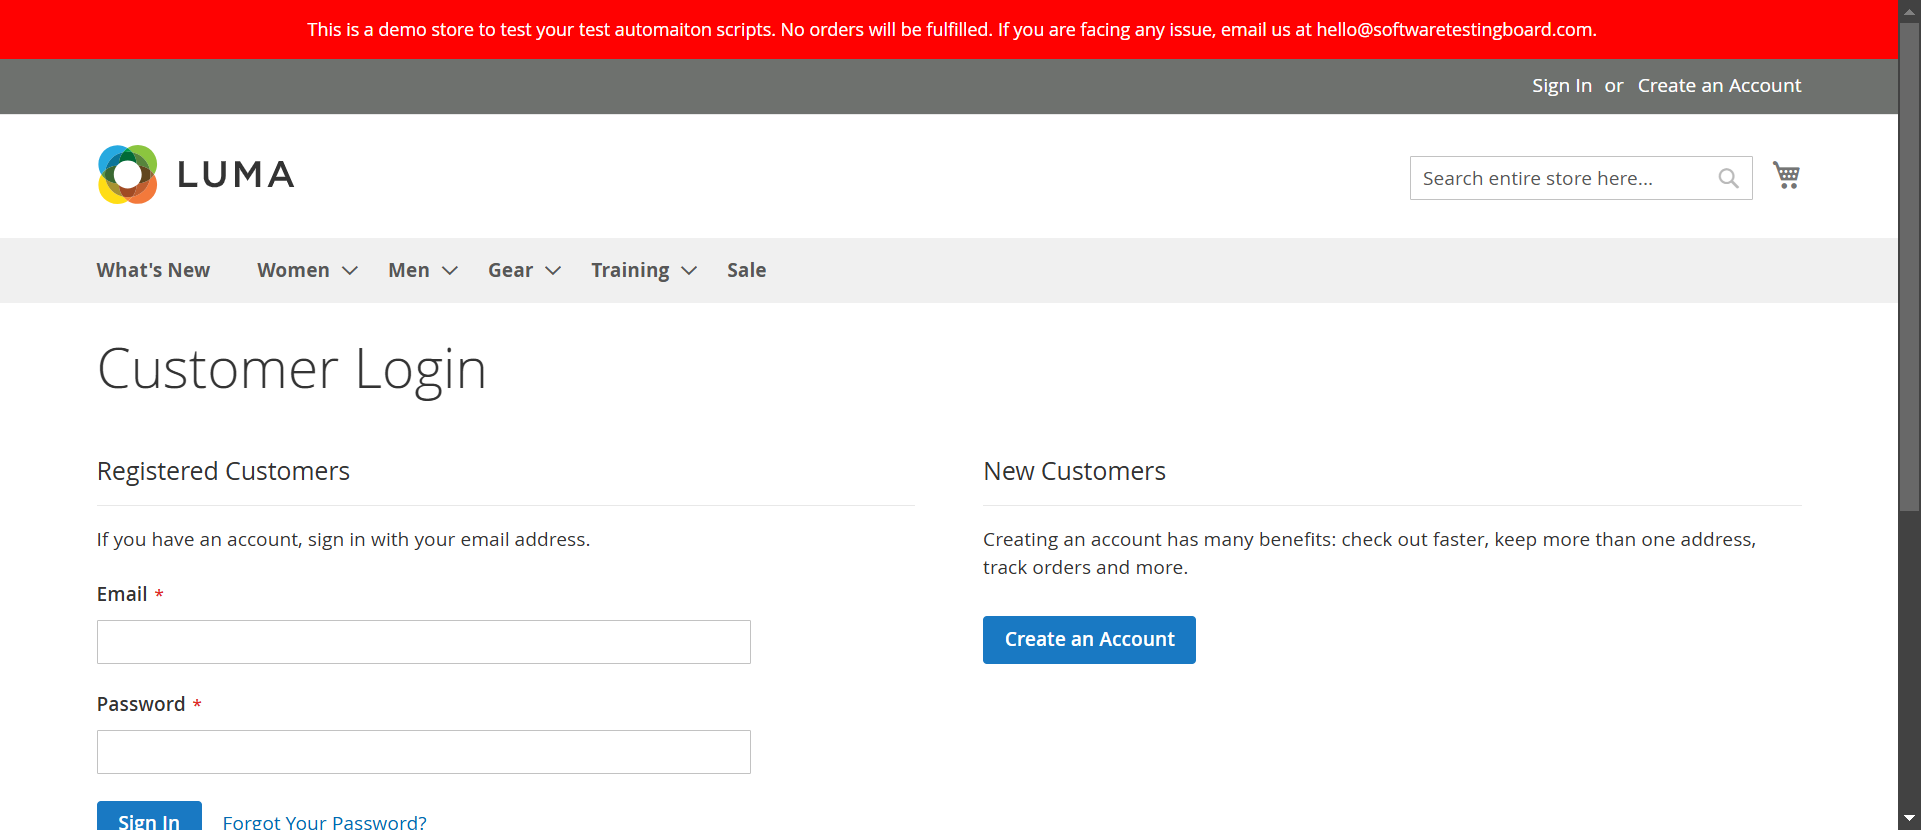 This is a demo store to test your test automaiton scripts. No orders will be fulfilled. If you are facing any issue, email us at hello@softwaretestingboard.com.
Sign In or Create an Account
LUMA
Search entire store here...
What's New Women Men Gear Training Sale
Customer Login
Registered Customers
If you have an account, sign in with your email address.
Email *
Password *
Sign In Forgot Your Password?
New Customers
Creating an account has many benefits: check out faster, keep more than one address,
track orders and more.
Create an Account